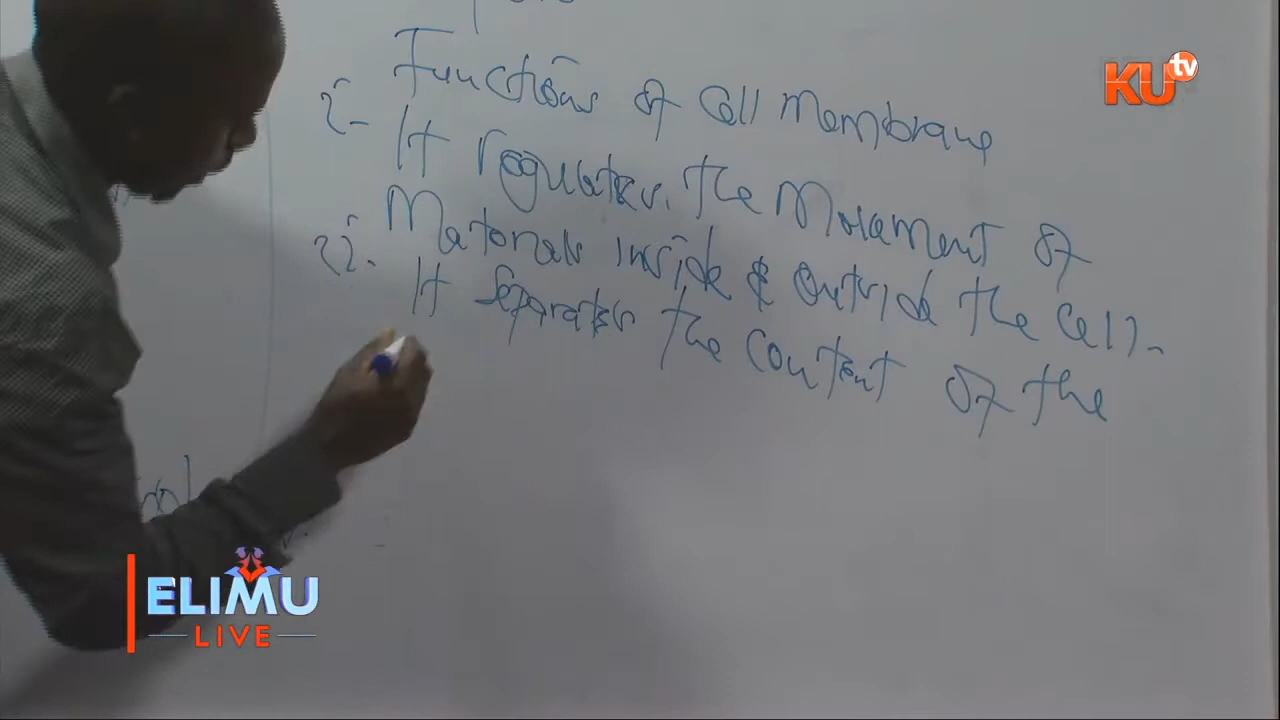 Functions of Cell Membrane
i- It regulates the Movement of
Materials inside & Outside the Cell.
ii. It Separates the Content of the
KU tv
ELIMU
LIVE